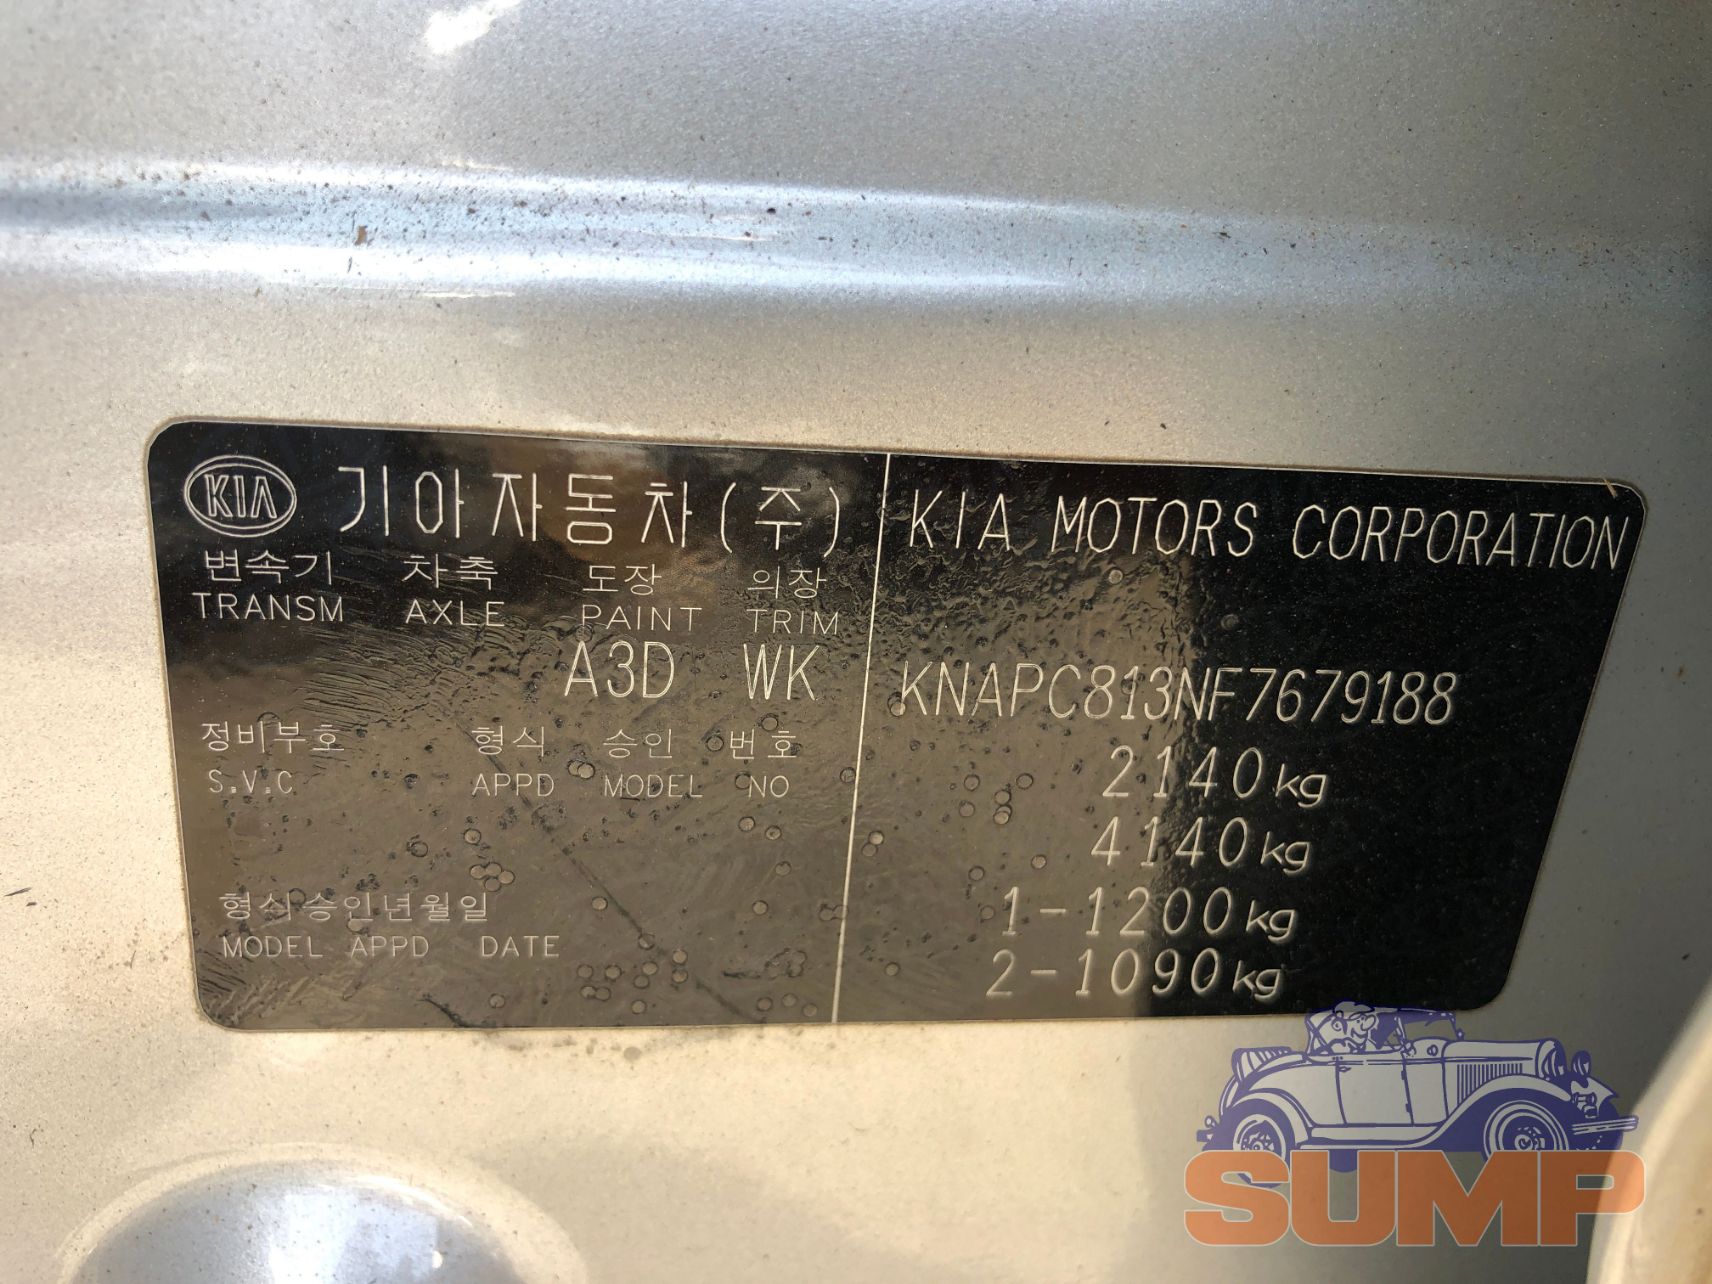 KIA 기아자동차(주)
변속기 차축 도장 의장
TRANSM AXLE PAINT TRIM
A3D WK
정비부호 형식 승인 번호
S.V.C APPD MODEL NO
형식승인년월일
MODEL APPD DATE
KIA MOTORS CORPORATION
KNAPC813NF7679188
2140kg
4140kg
1-1200kg
2-1090kg
SUMP